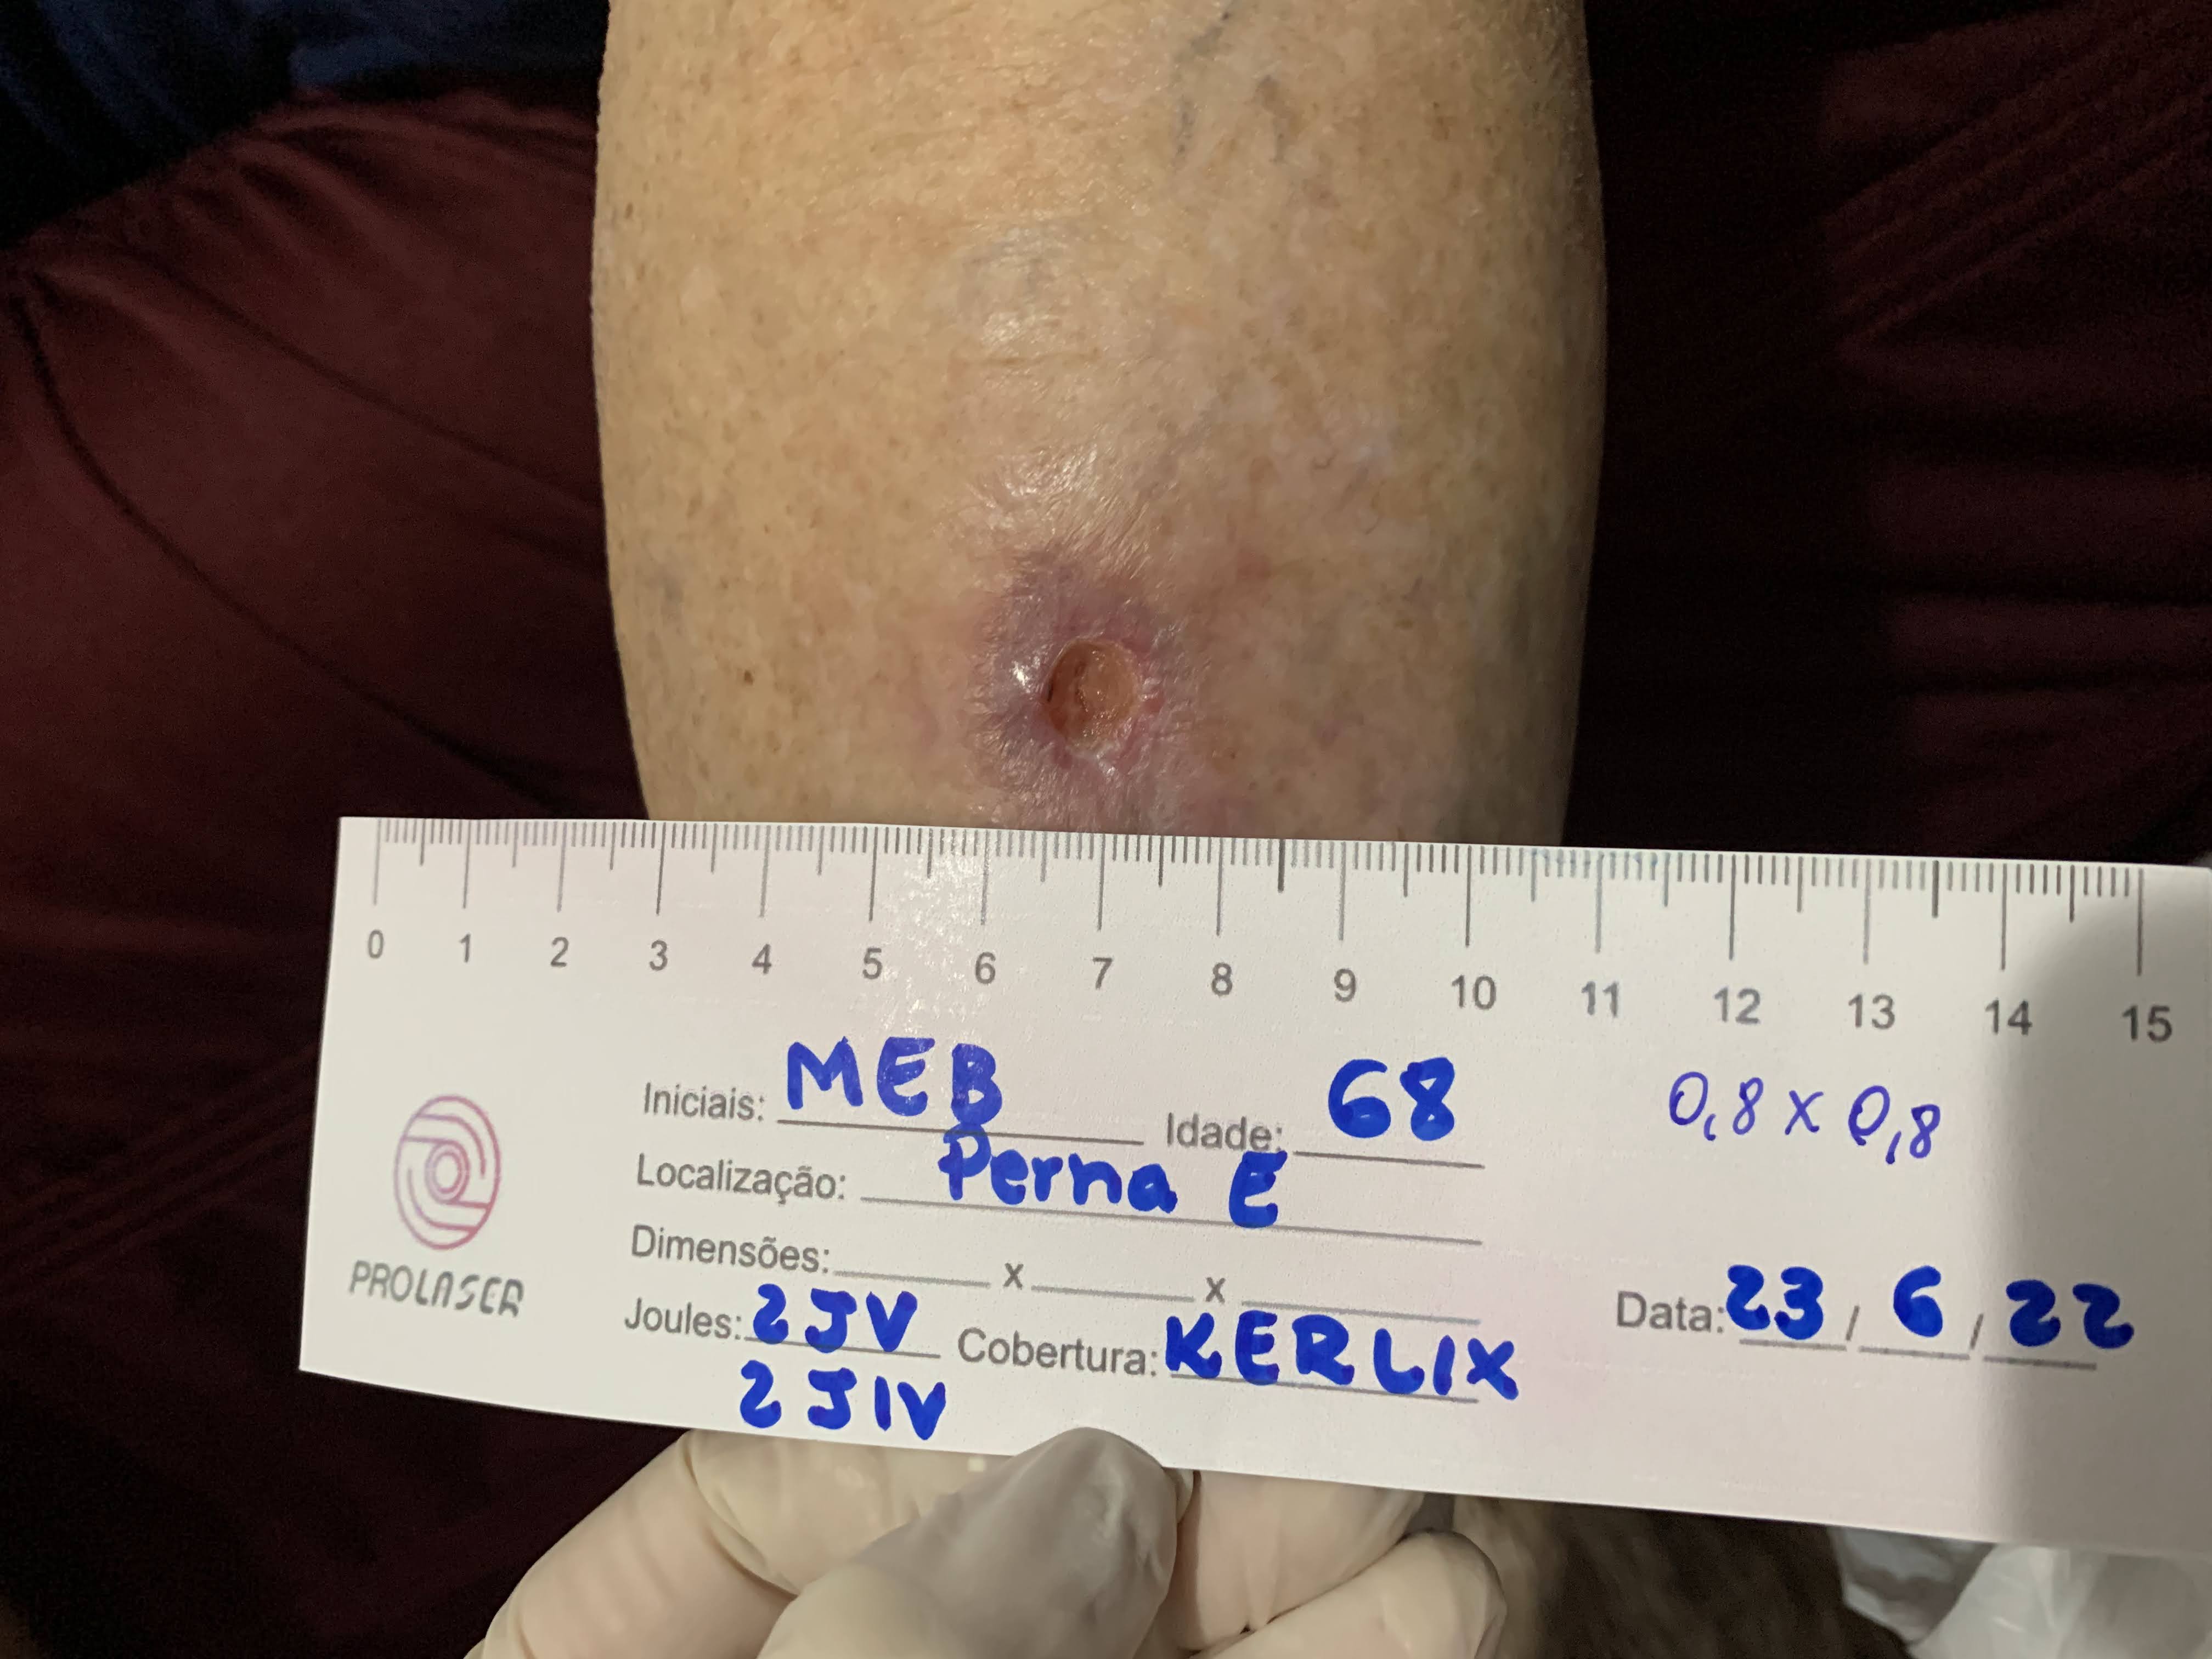 0 1 2 3 4 5 6 7 8 9 10 11 12 13 14 15
Iniciais: MEB Idade: 68 0,8 x 0,8
Localização: Perna E
Dimensões: x x
Joules: 2JV Cobertura: KERLIX Data: 23 / 6 / 22
2JIV
PROLASER